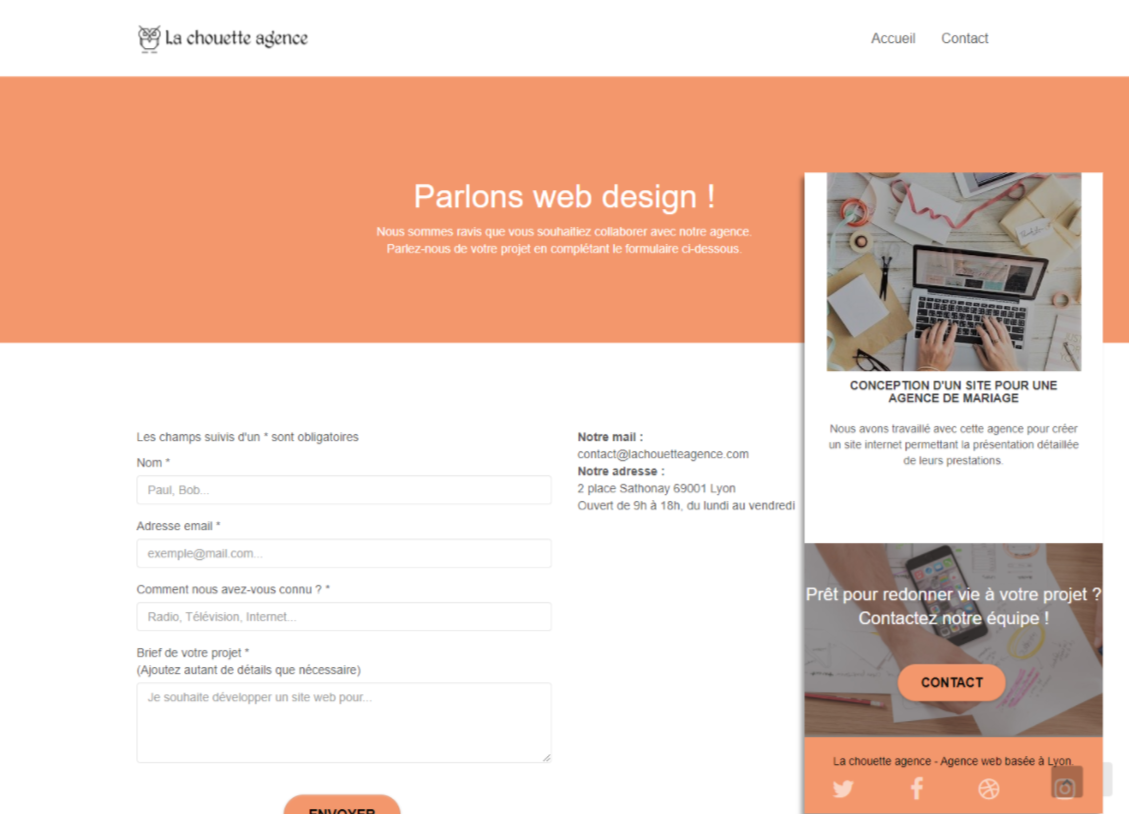 La chouette agence
Accueil
Contact
Parlons web design !
Nous sommes ravis que vous souhaitiez collaborer avec notre agence.
Parlez-nous de votre projet en complétant le formulaire ci-dessous.
Les champs suivis d'un * sont obligatoires
Nom *
Paul, Bob...
Adresse email *
exemple@mail.com...
Comment nous avez-vous connu ? *
Radio, Télévision, Internet...
Brief de votre projet *
(Ajoutez autant de détails que nécessaire)
Je souhaite développer un site web pour...
ENVOYER
Notre mail :
contact@lachouetteagence.com
Notre adresse :
2 place Sathonay 69001 Lyon
Ouvert de 9h à 18h, du lundi au vendredi
CONCEPTION D'UN SITE POUR UNE
AGENCE DE MARIAGE
Nous avons travaillé avec cette agence pour créer
un site internet permettant la présentation détaillée
de leurs prestations.
Prêt pour redonner vie à votre projet ?
Contactez notre équipe !
CONTACT
La chouette agence - Agence web basée à Lyon